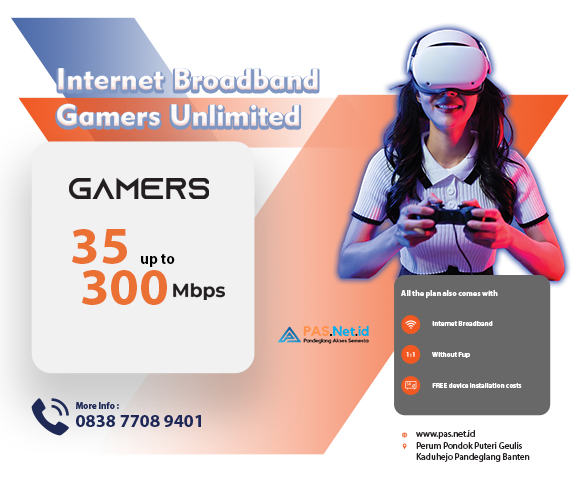 Internet Broadband
Gamers Unlimited
GAMERS
35 up to
300 Mbps
PAS.Net.id
Pandeglang Akses Semesta
More Info :
0838 7708 9401
All the plan also comes with
Internet Broadband
1:1
Without Fup
FREE device installation costs
www.pas.net.id
Perum Pondok Puteri Geulis
Kaduhejo Pandeglang Banten